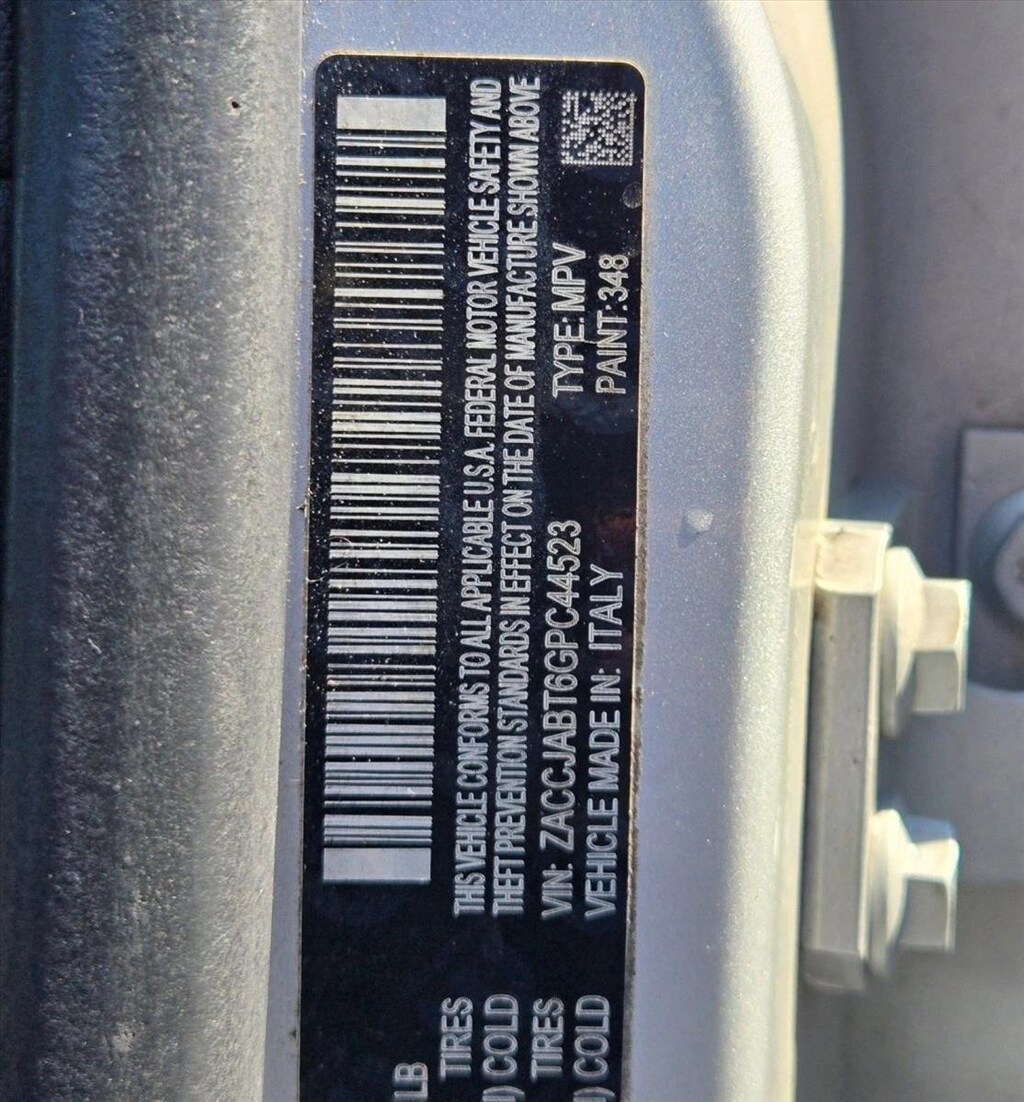 THIS VEHICLE CONFORMS TO ALL APPLICABLE U.S.A. FEDERAL MOTOR VEHICLE SAFETY AND
THEFT PREVENTION STANDARDS IN EFFECT ON THE DATE OF MANUFACTURE SHOWN ABOVE
VIN: ZACCJABT6GPC44523 TYPE: MPV
VEHICLE MADE IN: ITALY PAINT: 348
LB
TIRES
) COLD
TIRES
) COLD